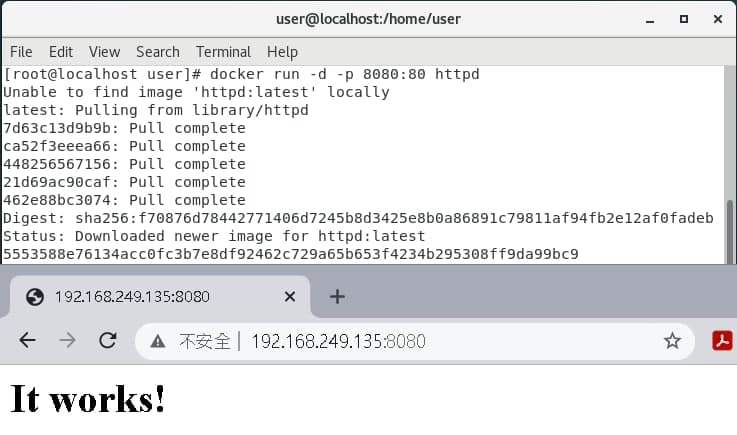 user@localhost:/home/user
File Edit View Search Terminal Help
[root@localhost user]# docker run -d -p 8080:80 httpd
Unable to find image 'httpd:latest' locally
latest: Pulling from library/httpd
7d63c13d9b9b: Pull complete
ca52f3eeea66: Pull complete
448256567156: Pull complete
21d69ac90caf: Pull complete
462e88bc3074: Pull complete
Digest: sha256:f70876d78442771406d7245b8d3425e8b0a86891c79811af94fb2e12af0fadeb
Status: Downloaded newer image for httpd:latest
5553588e76134acc0fc3b7e8df92462c729a65b653f4234b295308ff9da99bc9
192.168.249.135:8080
不安全 | 192.168.249.135:8080
It works!